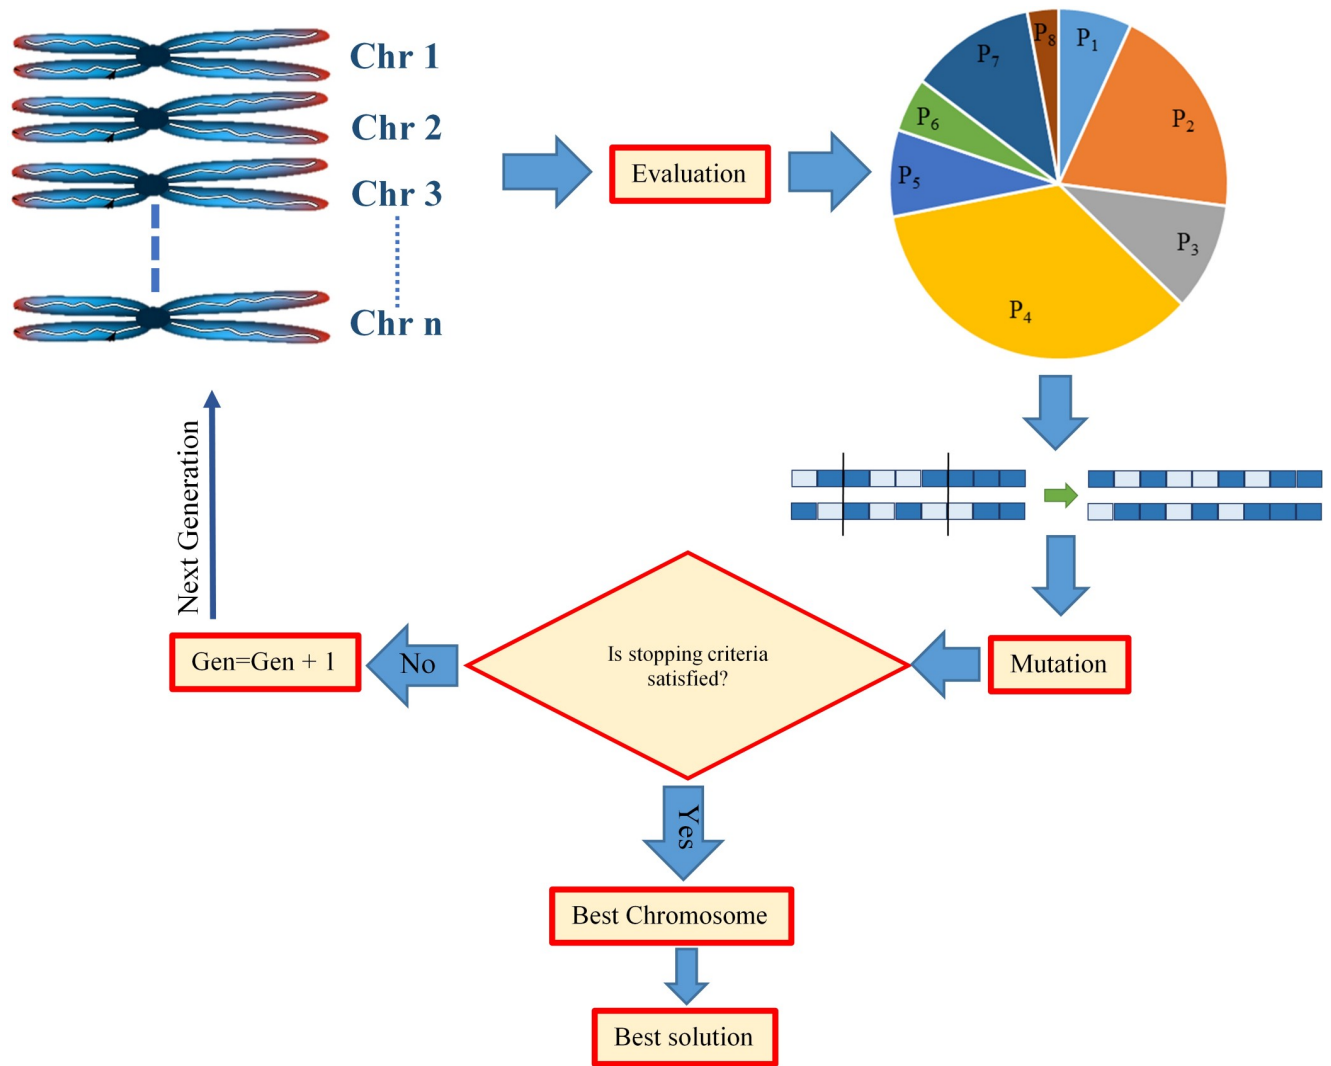 Chr 1
Chr 2
Chr 3
Chr n
Evaluation
P₁
P₂
P₃
P₄
P₅
P₆
P₇
P₈
Next Generation
Gen=Gen + 1
No
Is stopping criteria
satisfied?
Mutation
Yes
Best Chromosome
Best solution